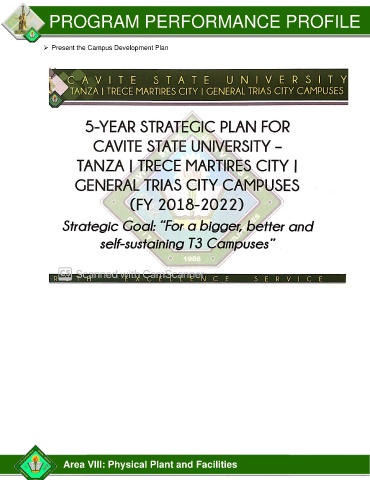 PROGRAM PERFORMANCE PROFILE
➢ Present the Campus Development Plan
CAVITE STATE UNIVERSITY
TANZA | TRECE MARTIRES CITY | GENERAL TRIAS CITY CAMPUSES
5-YEAR STRATEGIC PLAN FOR
CAVITE STATE UNIVERSITY –
TANZA | TRECE MARTIRES CITY |
GENERAL TRIAS CITY CAMPUSES
(FY 2018-2022)
Strategic Goal: "For a bigger, better and
self-sustaining T3 Campuses"
CS Scanned with CamScanner
1906
EXCELLENCE SERVICE
Area VIII: Physical Plant and Facilities